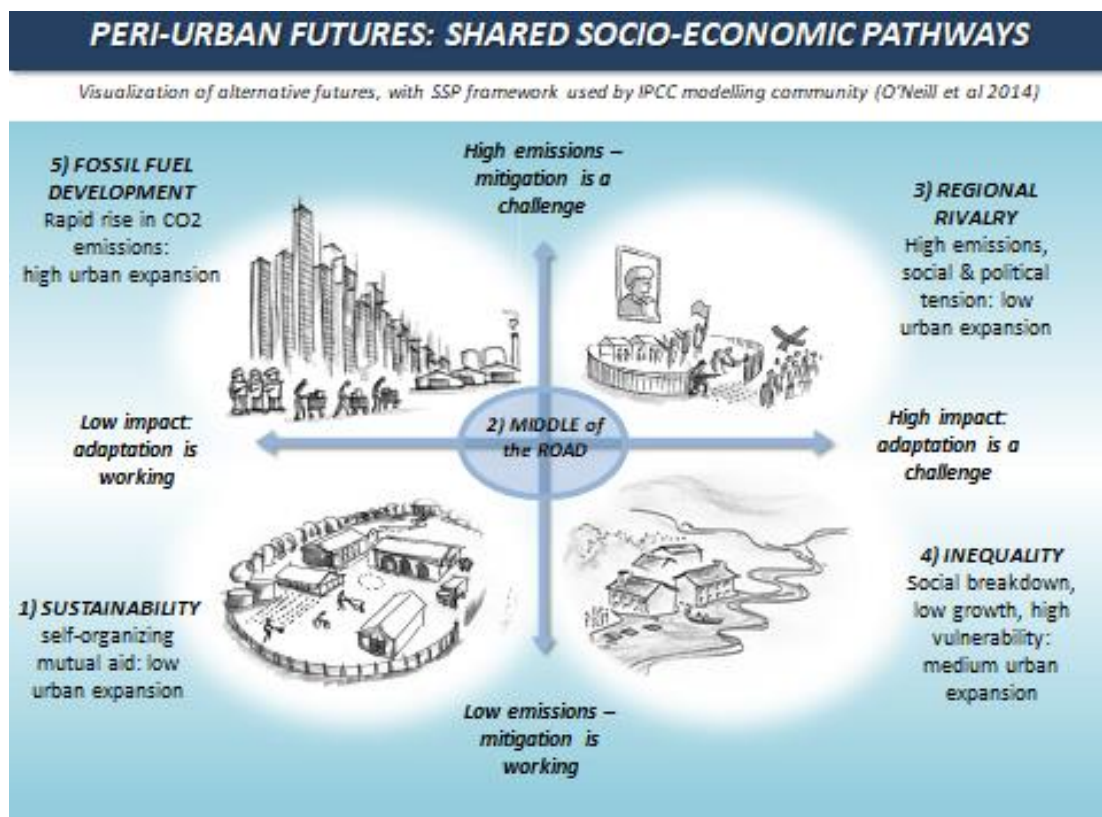 PERI-URBAN FUTURES: SHARED SOCIO-ECONOMIC PATHWAYS
Visualization of alternative futures, with SSP framework used by IPCC modelling community (O'Neill et al 2014)
5) FOSSIL FUEL
DEVELOPMENT
Rapid rise in CO2
emissions:
high urban expansion
High emissions –
mitigation is a
challenge
3) REGIONAL
RIVALRY
High emissions,
social & political
tension: low
urban expansion
Low impact:
adaptation is
working
2) MIDDLE of
the ROAD
High impact:
adaptation is a
challenge
1) SUSTAINABILITY
self-organizing
mutual aid: low
urban expansion
4) INEQUALITY
Social breakdown,
low growth, high
vulnerability:
medium urban
expansion
Low emissions –
mitigation is
working